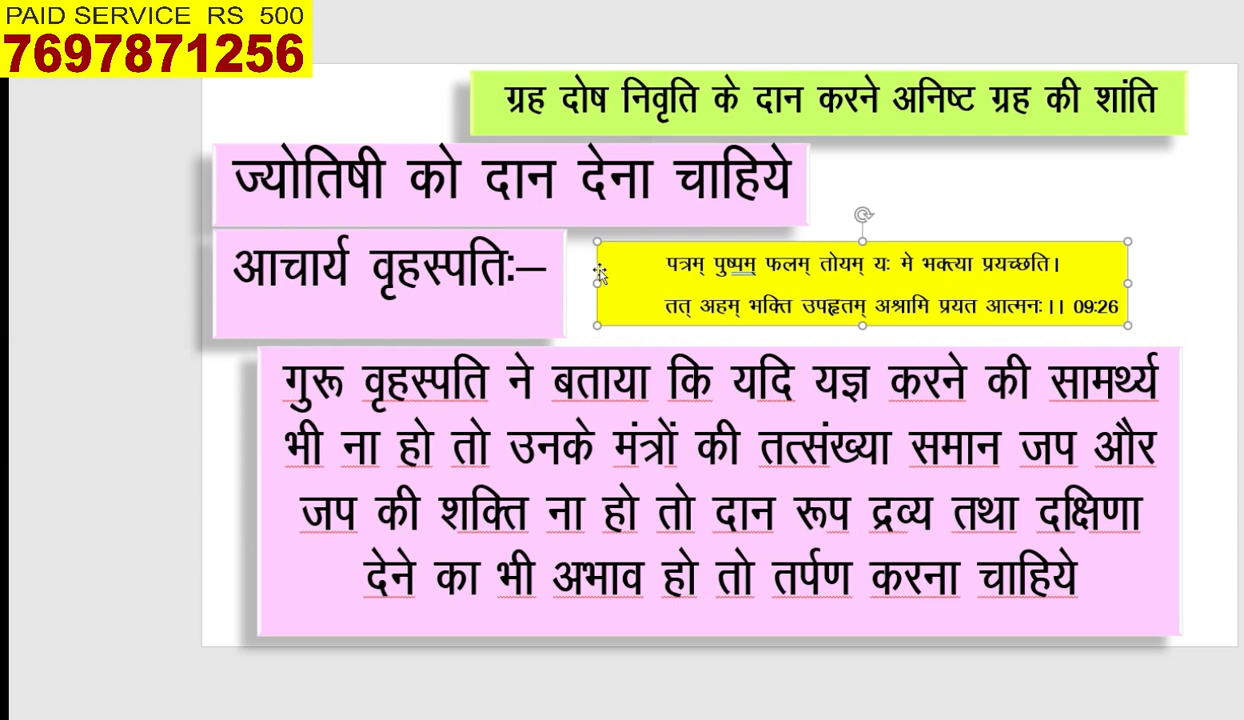 PAID SERVICE RS 500
7697871256
ग्रह दोष निवृति के दान करने अनिष्ट ग्रह की शांति
ज्योतिषी को दान देना चाहिये
आचार्य वृहस्पतिः–
पत्रम् पुष्पम् फलम् तोयम् यः मे भक्त्या प्रयच्छति।
तत् अहम् भक्ति उपहृतम् अश्नामि प्रयत आत्मनः।। 09:26
गुरू वृहस्पति ने बताया कि यदि यज्ञ करने की सामर्थ्य
भी ना हो तो उनके मंत्रों की तत्संख्या समान जप और
जप की शक्ति ना हो तो दान रूप द्रव्य तथा दक्षिणा
देने का भी अभाव हो तो तर्पण करना चाहिये